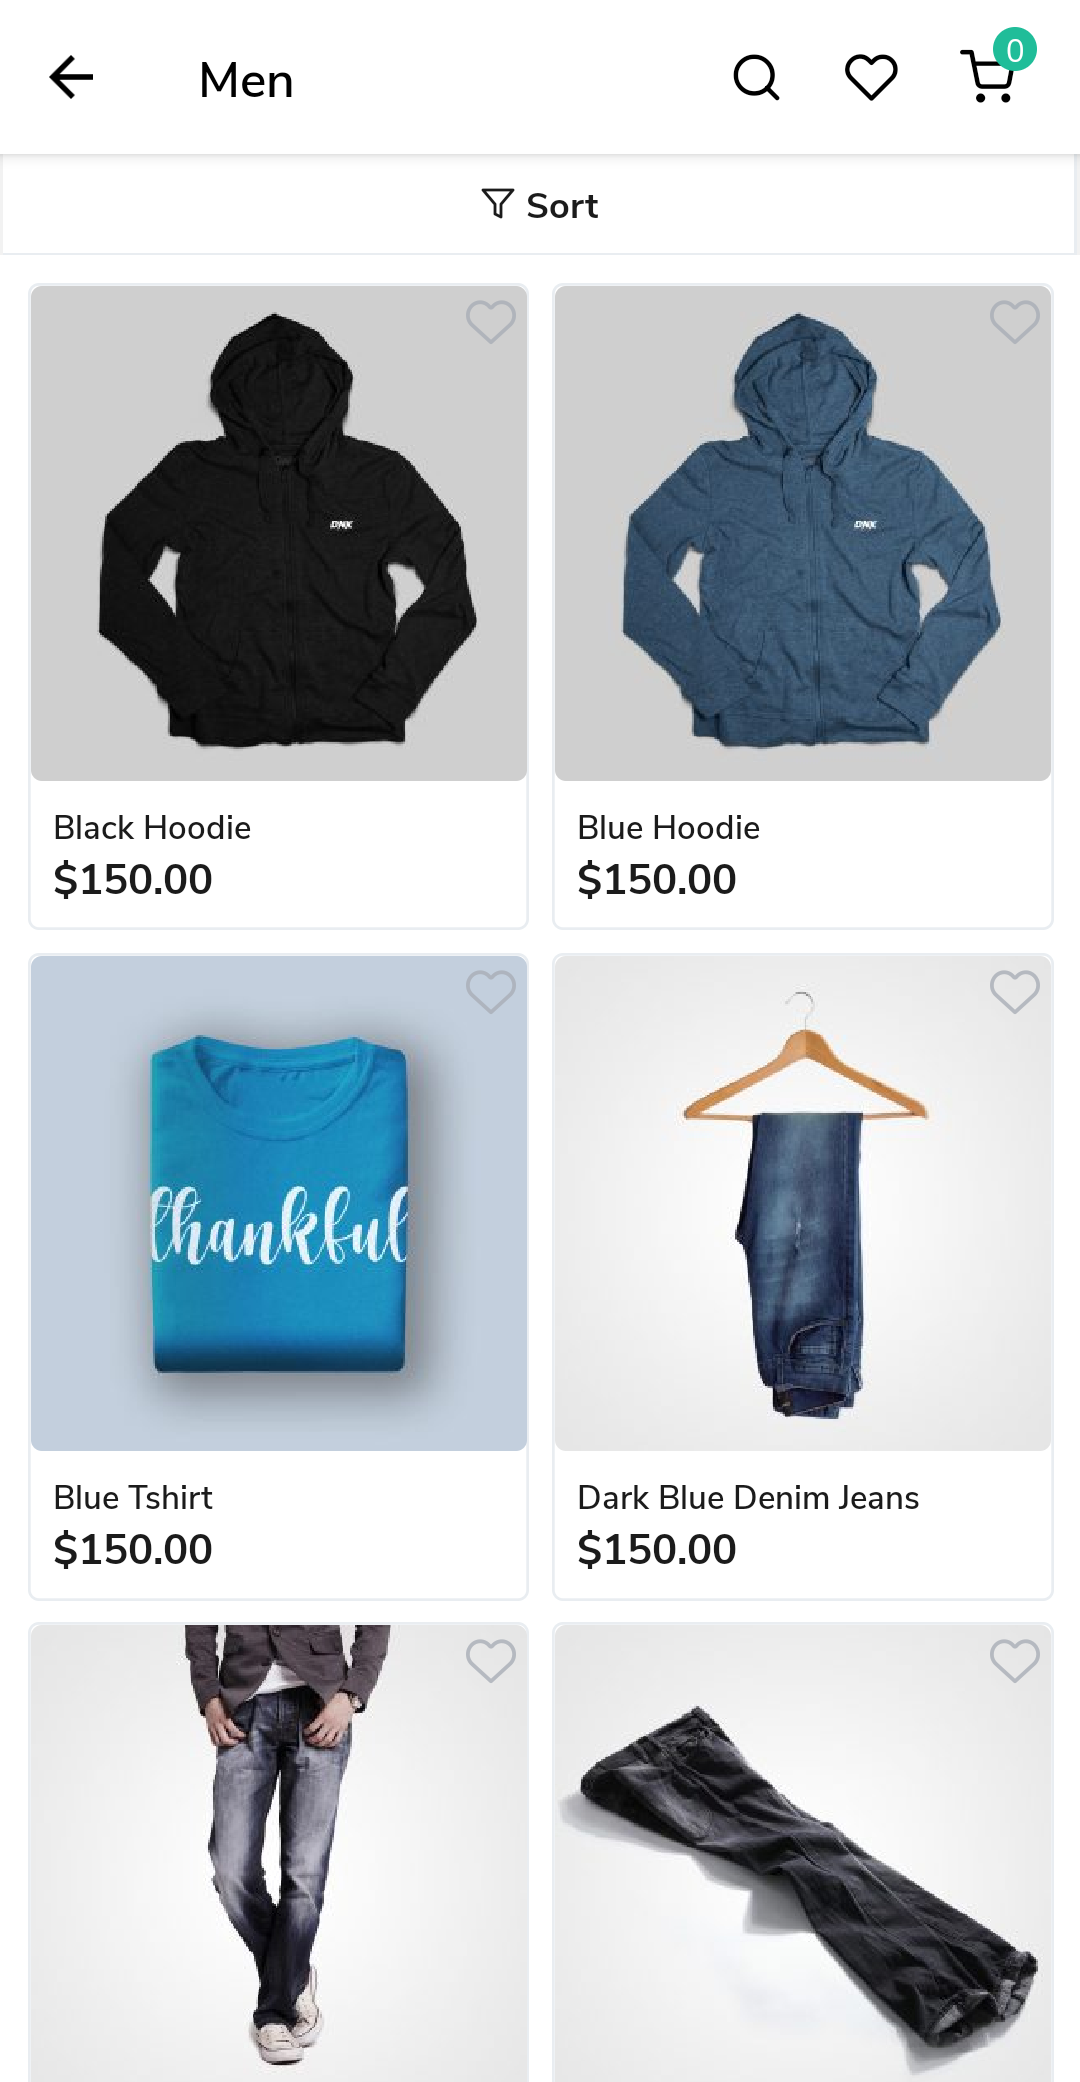 Men
0
Sort
DNK
DNK
Black Hoodie
$150.00
Blue Hoodie
$150.00
thankful
Blue Tshirt
$150.00
Dark Blue Denim Jeans
$150.00